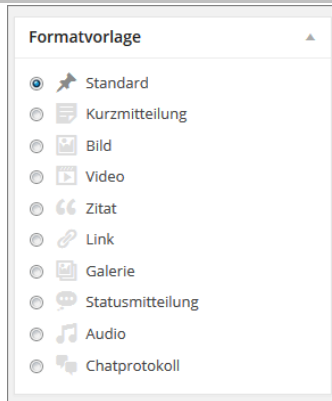 Formatvorlage
Standard
Kurzmitteilung
Bild
Video
Zitat
Link
Galerie
Statusmitteilung
Audio
Chatprotokoll